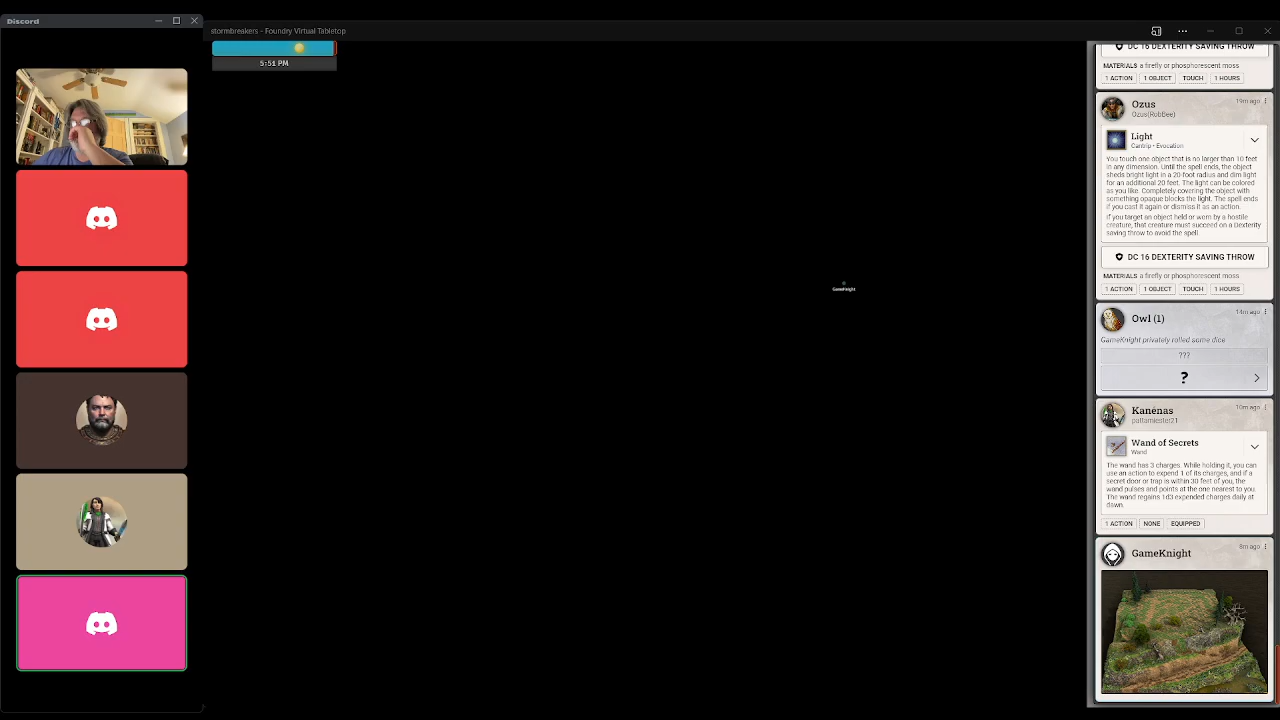 Discord
stormbreakers - Foundry Virtual Tabletop
5:51 PM
GameKnight
DC 16 DEXTERITY SAVING THROW
MATERIALS a firefly or phosphorescent moss
1 ACTION 1 OBJECT TOUCH 1 HOURS
Ozus 19m ago
Ozus(RobBee)
Light
Cantrip • Evocation
You touch one object that is no larger than 10 feet
in any dimension. Until the spell ends, the object
sheds bright light in a 20 foot radius and dim light
for an additional 20 feet. The light can be colored
as you like. Completely covering the object with
something opaque blocks the light. The spell ends
if you cast it again or dismiss it as an action.
If you target an object held or worn by a hostile
creature, that creature must succeed on a Dexterity
saving throw to avoid the spell.
DC 16 DEXTERITY SAVING THROW
MATERIALS a firefly or phosphorescent moss
1 ACTION 1 OBJECT TOUCH 1 HOURS
Owl (1) 14m ago
GameKnight privately rolled some dice
???
?
Kanénas 10m ago
Wand of Secrets
Wand
The wand has 3 charges. While holding it, you can
use an action to expend 1 of its charges, and if a
secret door or trap is within 30 feet of you, the
wand pulses and points at the one nearest to you.
The wand regains 1d3 expended charges daily at
dawn.
1 ACTION NONE EQUIPPED
GameKnight 8m ago